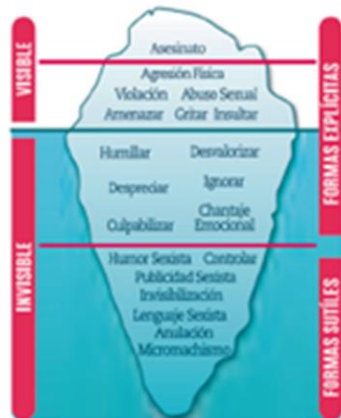 VISIBLE
INVISIBLE
Asesinato
Agresión Física
Violación Abuso Sexual
Amenazar Gritar Insultar
Humillar Desvalorizar
Despreciar Ignorar
Culpabilizar Chantaje Emocional
Humor Sexista Controlar
Publicidad Sexista
Invisibilización
Lenguaje Sexista
Anulación
Micromachismo
FORMAS EXPLÍCITAS
FORMAS SUTÍLES